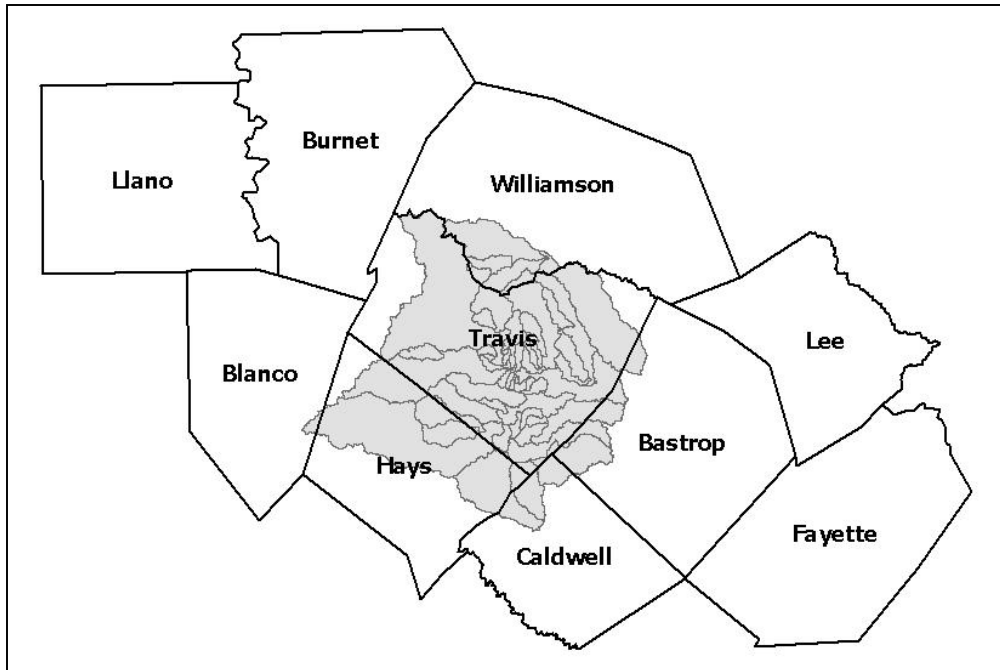 Burnet
Llano
Williamson
Travis
Lee
Blanco
Bastrop
Hays
Fayette
Caldwell